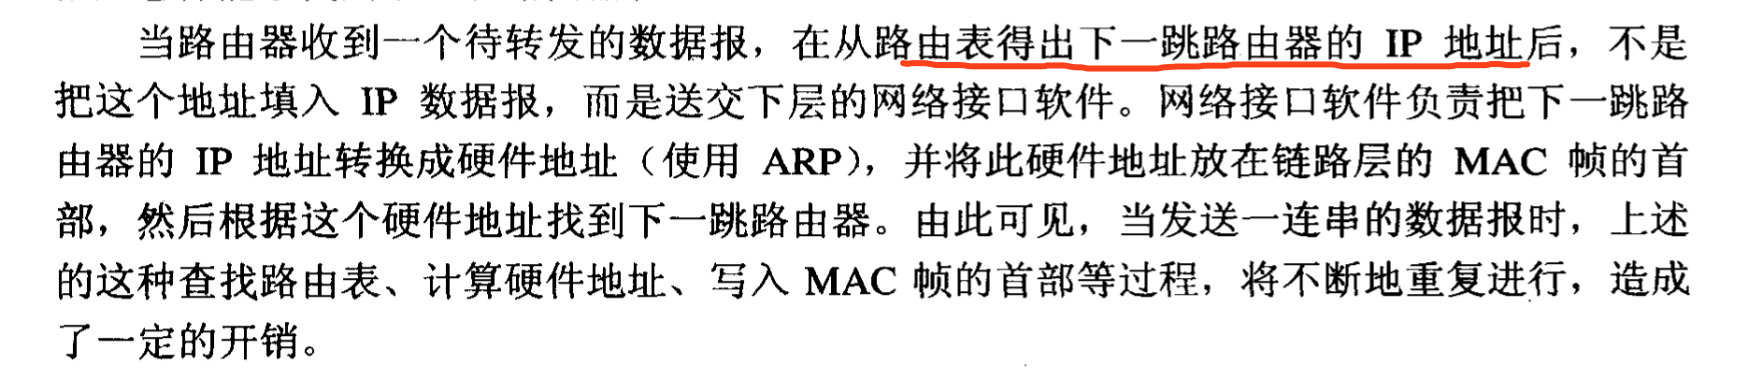 当路由器收到一个待转发的数据报，在从路由表得出下一跳路由器的 IP 地址后，不是
把这个地址填入 IP 数据报，而是送交下层的网络接口软件。网络接口软件负责把下一跳路
由器的 IP 地址转换成硬件地址（使用 ARP），并将此硬件地址放在链路层的 MAC 帧的首
部，然后根据这个硬件地址找到下一跳路由器。由此可见，当发送一连串的数据报时，上述
的这种查找路由表、计算硬件地址、写入 MAC 帧的首部等过程，将不断地重复进行，造成
了一定的开销。